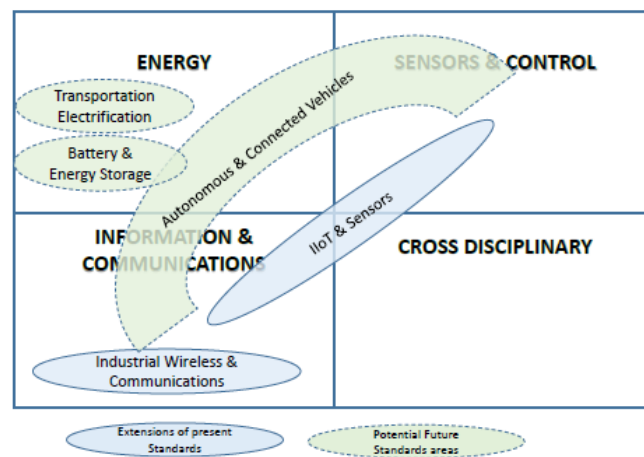 ENERGY
SENSORS & CONTROL
Transportation
Electrification
Battery &
Energy Storage
Autonomous & Connected Vehicles
IIoT & Sensors
INFORMATION &
COMMUNICATIONS
CROSS DISCIPLINARY
Industrial Wireless &
Communications
Extensions of present
Standards
Potential Future
Standards areas